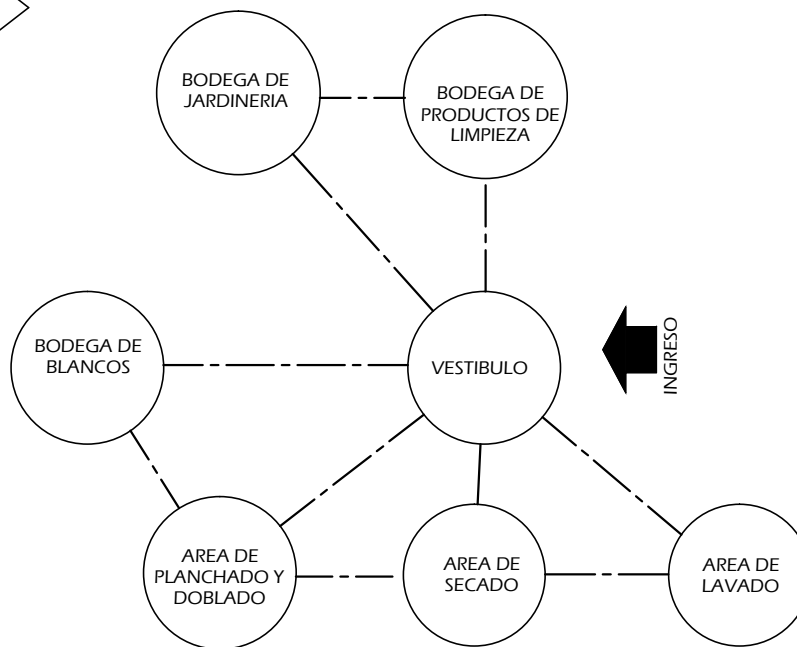 BODEGA DE
JARDINERIA
BODEGA DE
PRODUCTOS DE
LIMPIEZA
BODEGA DE
BLANCOS
VESTIBULO
INGRESO
AREA DE
PLANCHADO Y
DOBLADO
AREA DE
SECADO
AREA DE
LAVADO